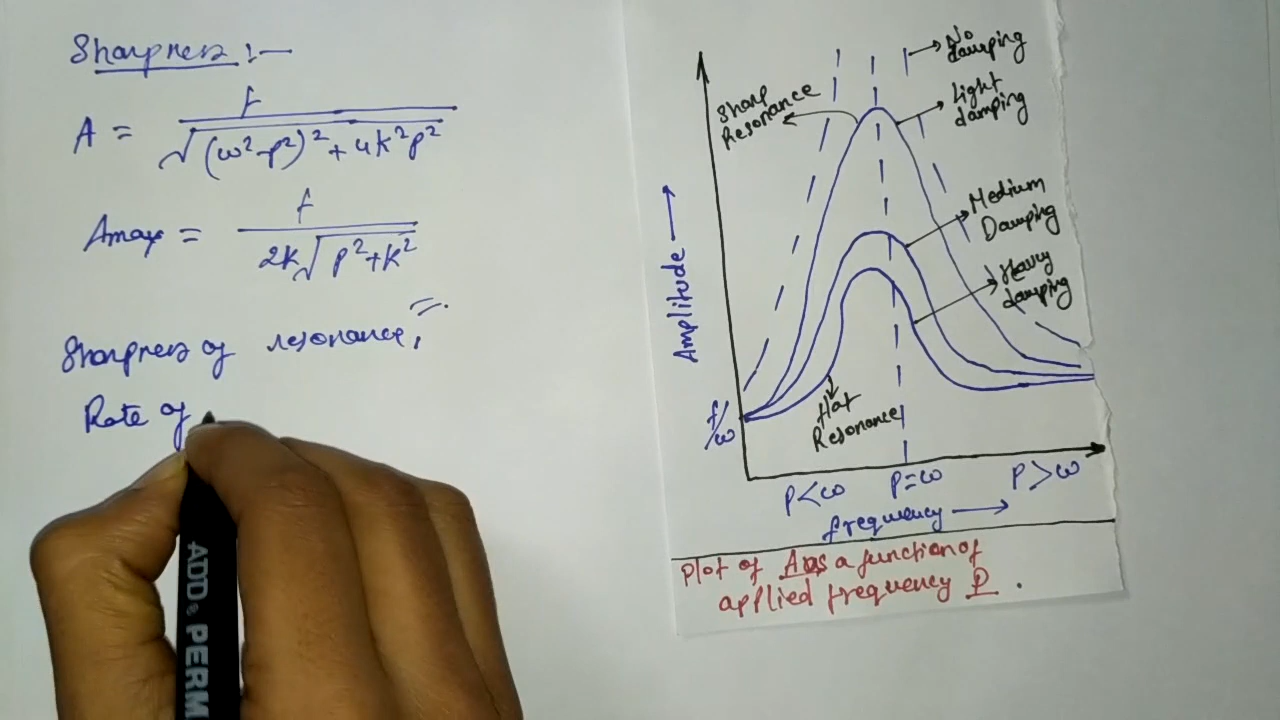 Sharpness :—
A = f / √(ω²-p²)² + 4k²p²
Amax = f / 2k√p²+k²
Sharpness of resonance,
Rate of
ADD. PERM
No damping
Light damping
Sharp Resonance
Medium Damping
Heavy damping
Flat Resonance
Amplitude →
f/ω
P<ω P=ω P>ω
frequency →
Plot of A as a function of
applied frequency P .